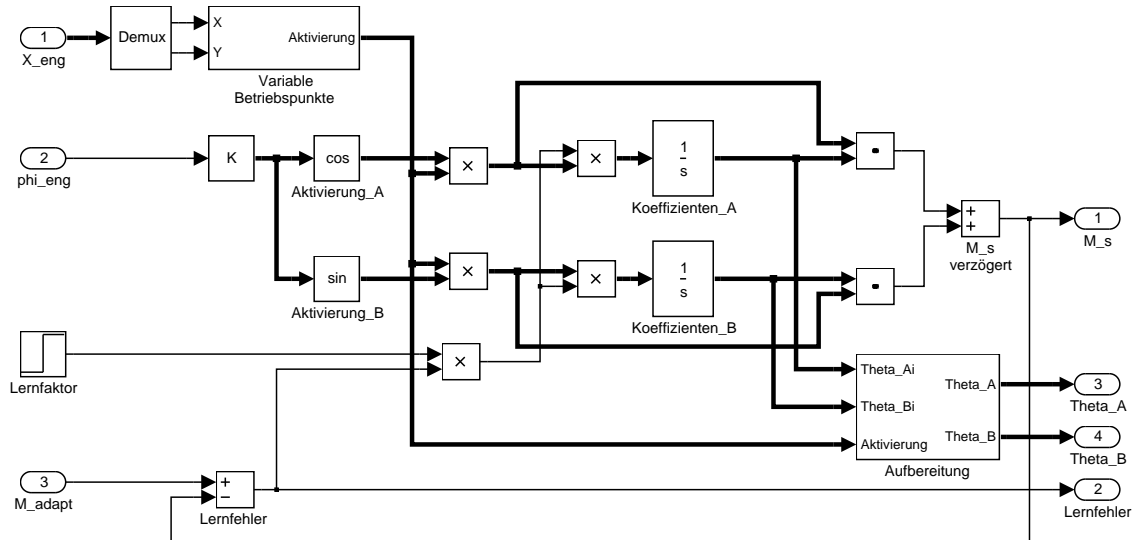 1
X_eng
Demux
X
Y
Aktivierung
Variable
Betriebspunkte
2
phi_eng
K
cos
Aktivierung_A
×
×
1
s
Koeffizienten_A
+
+
M_s
verzögert
1
M_s
sin
Aktivierung_B
×
×
1
s
Koeffizienten_B
Lernfaktor
×
Theta_Ai
Theta_Bi
Aktivierung
Theta_A
Theta_B
Aufbereitung
3
Theta_A
4
Theta_B
3
M_adapt
+
−
Lernfehler
2
Lernfehler